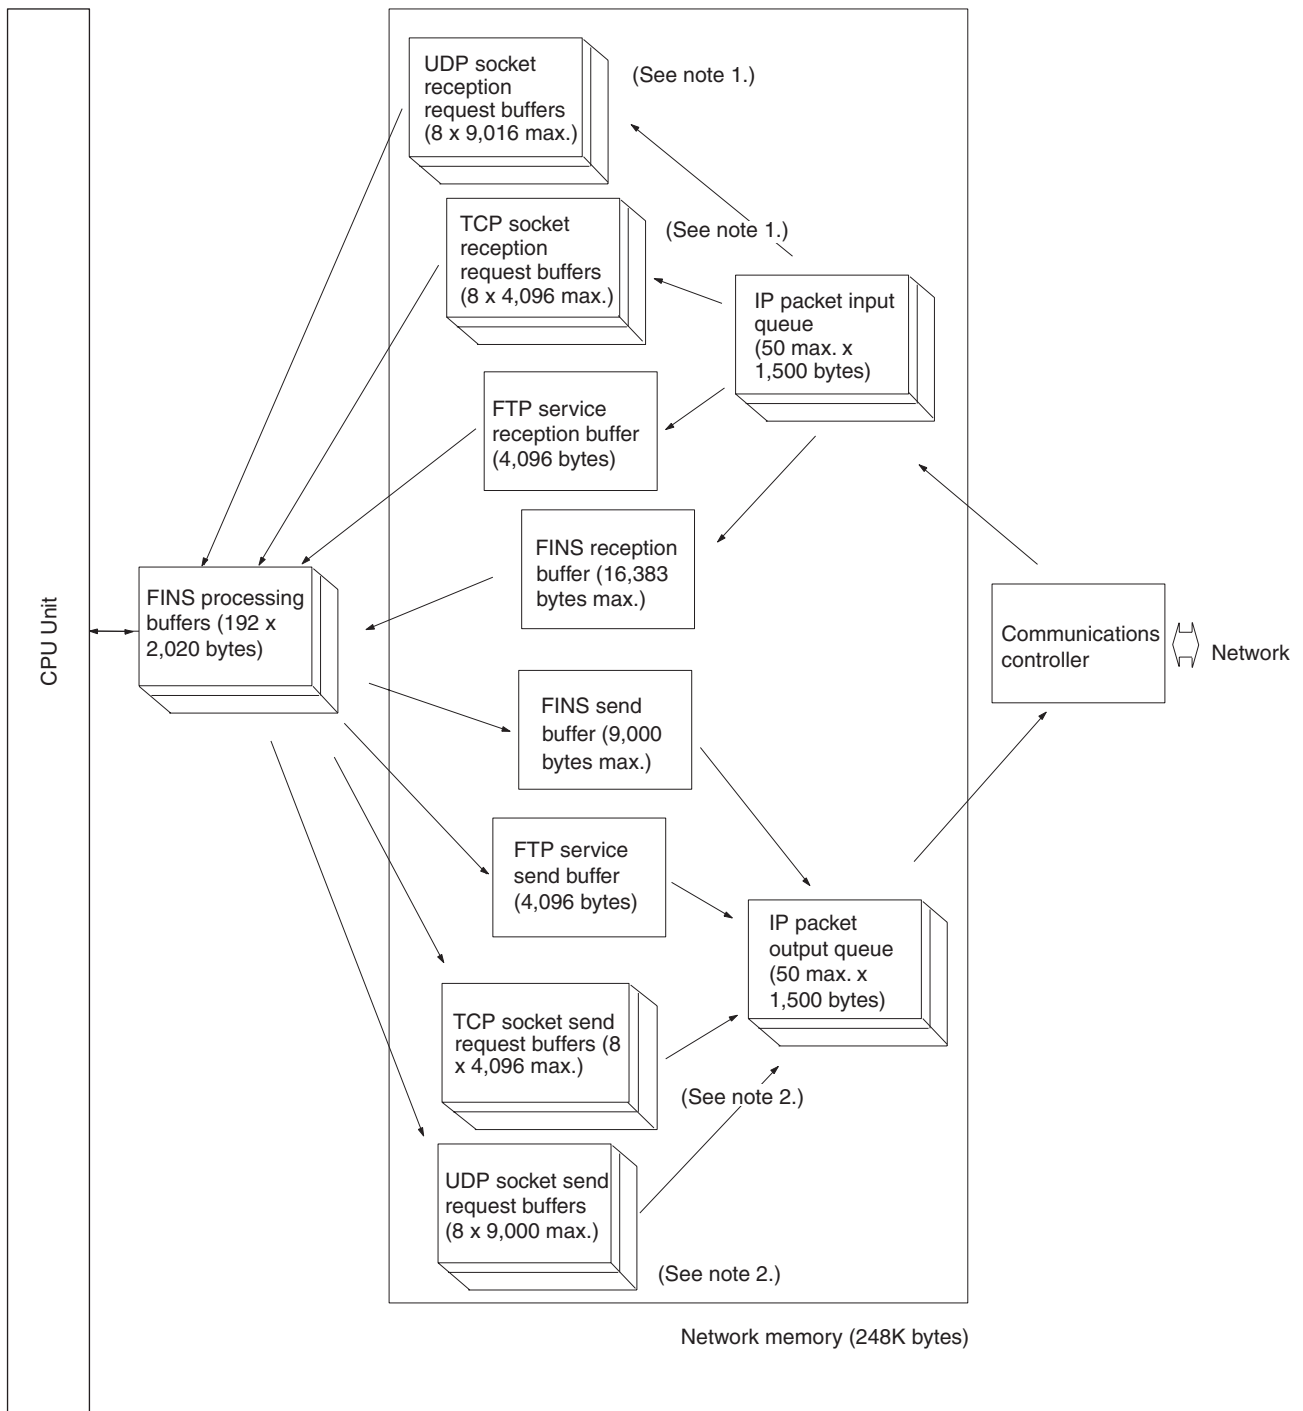 UDP socket
reception
request buffers
(8 x 9,016 max.)
(See note 1.)
TCP socket
reception
request buffers
(8 x 4,096 max.)
(See note 1.)
IP packet input
queue
(50 max. x
1,500 bytes)
FTP service
reception buffer
(4,096 bytes)
FINS reception
buffer (16,383
bytes max.)
CPU Unit
FINS processing
buffers (192 x
2,020 bytes)
Communications
controller
Network
FINS send
buffer (9,000
bytes max.)
FTP service
send buffer
(4,096 bytes)
IP packet
output queue
(50 max. x
1,500 bytes)
TCP socket send
request buffers (8
x 4,096 max.)
(See note 2.)
UDP socket send
request buffers
(8 x 9,000 max.)
(See note 2.)
Network memory (248K bytes)